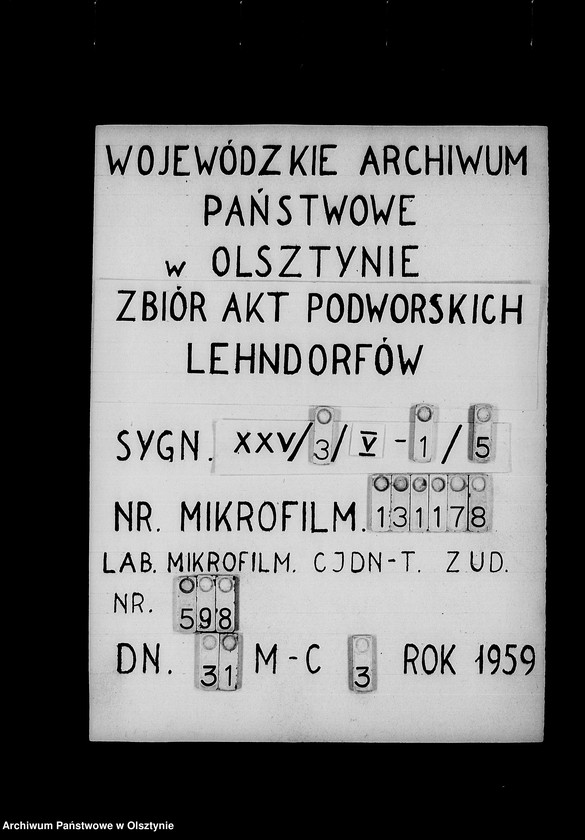 WOJEWÓDZKIE ARCHIWUM
PAŃSTWOWE
w OLSZTYNIE
ZBIÓR AKT PODWORSKICH
LEHNDORFÓW
SYGN. XXV/3/V-1/5
NR. MIKROFILM. 131178
LAB. MIKROFILM. CJDN-T. ZUD.
NR. 598
DN. 31 M-C 3 ROK 1959
Archiwum Państwowe w Olsztynie